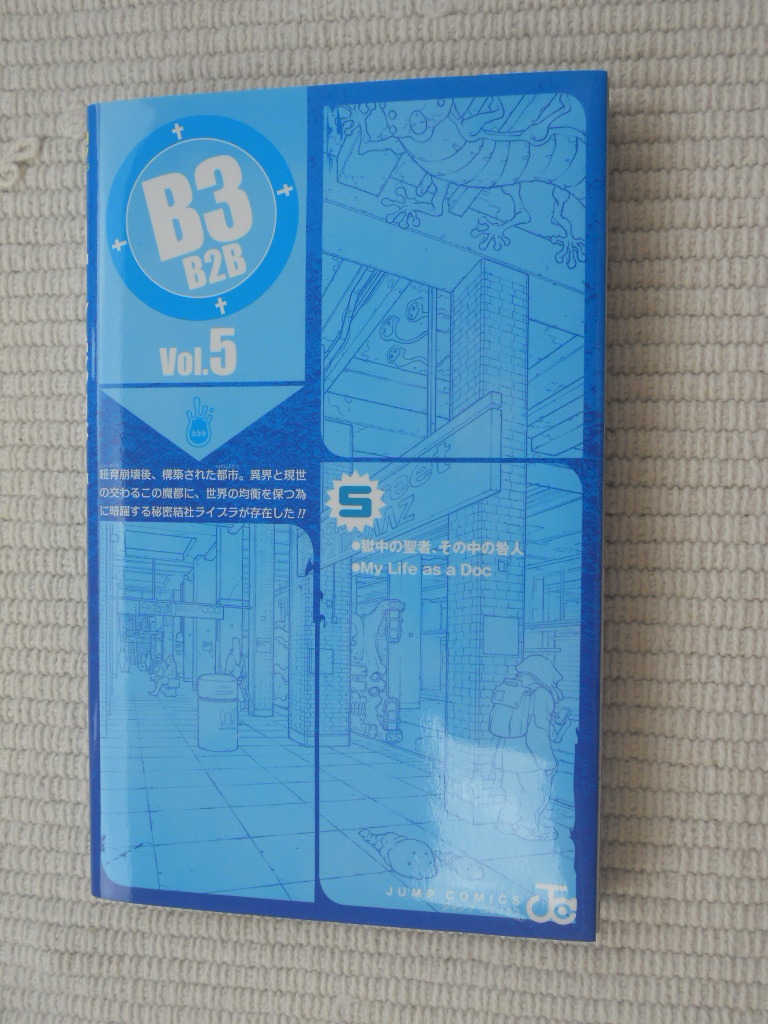 B3
B2B
Vol.5
bbb
紐育崩壊後、構築された都市。異界と現世
の交わるこの魔都に、世界の均衡を保つ為
に暗躍する秘密結社ライブラが存在した!!
5
●獄中の聖者、その中の咎人
●My Life as a Doc
JUMP COMICS
JC